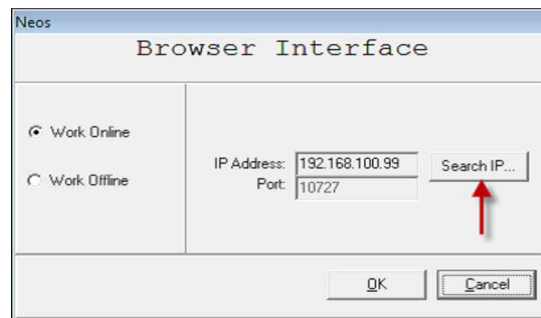 Neos
Browser Interface
Work Online
Work Offline
IP Address: 192.168.100.99
Search IP...
Port: 10727
OK
Cancel